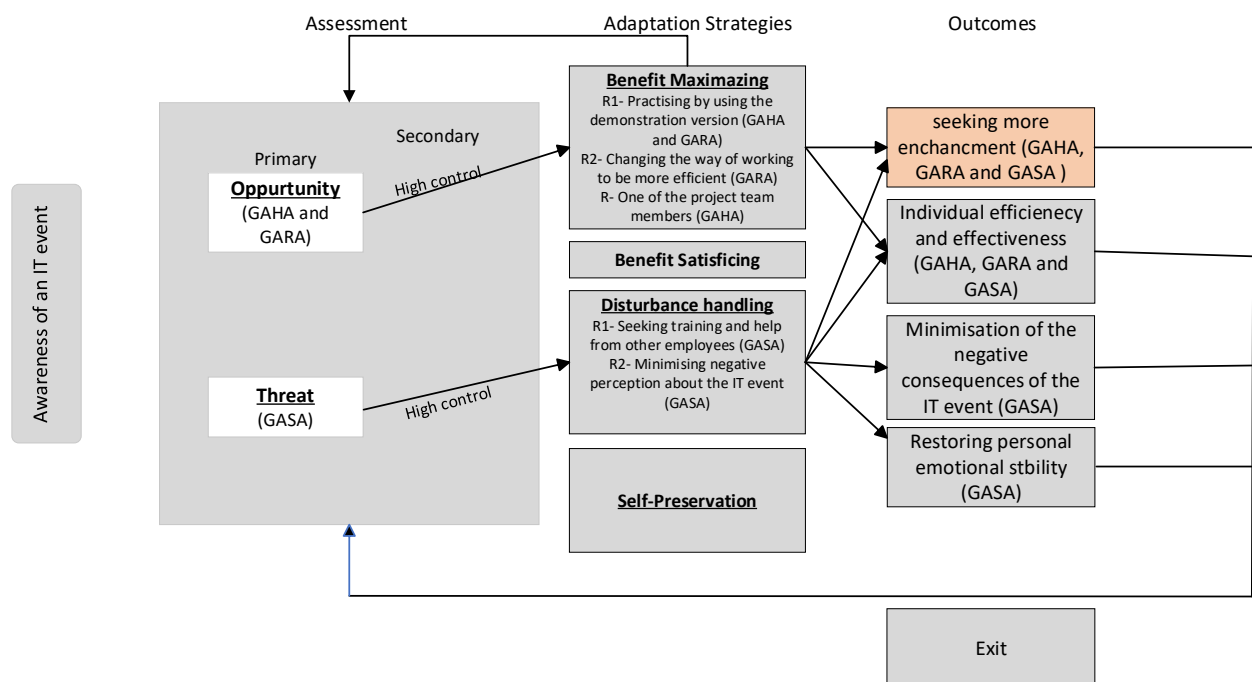 Assessment
Adaptation Strategies
Outcomes
Awareness of an IT event
Primary
Secondary
Oppurtunity
(GAHA and
GARA)
High control
Threat
(GASA)
High control
Benefit Maximazing
R1- Practising by using the
demonstration version (GAHA
and GARA)
R2- Changing the way of working
to be more efficient (GARA)
R- One of the project team
members (GAHA)
Benefit Satisficing
Disturbance handling
R1- Seeking training and help
from other employees (GASA)
R2- Minimising negative
perception about the IT event
(GASA)
Self-Preservation
seeking more
enchancment (GAHA,
GARA and GASA )
Individual efficienecy
and effectiveness
(GAHA, GARA and
GASA)
Minimisation of the
negative
consequences of the
IT event (GASA)
Restoring personal
emotional stbility
(GASA)
Exit